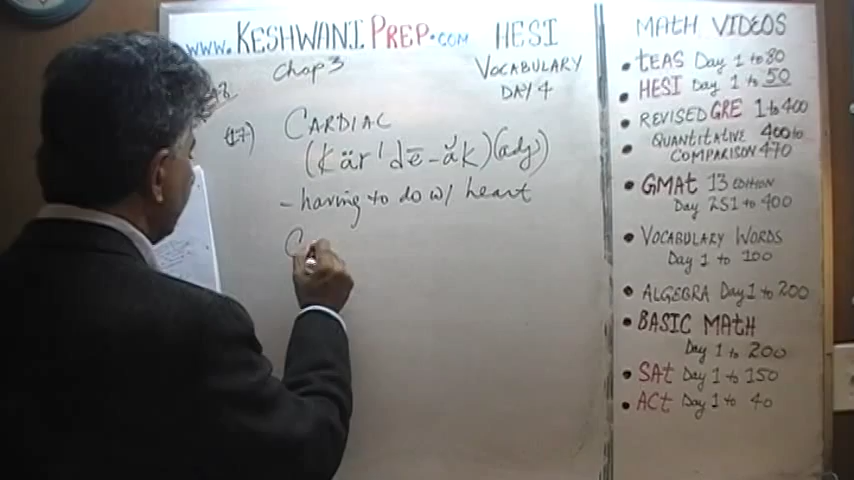 www.KESHWANIPREP.COM HESI
Chap 3
VOCABULARY
DAY 4
(17) CARDIAC
(Kär'dē-ăk)(adj)
- having to do w/ heart
C
MATH VIDEOS
• tEAS Day 1 to 80
• HESI Day 1 to 50
• REVISED GRE 1 to 400
• QUANTITATIVE 400 to
COMPARISON 470
• GMAt 13 EDITION
Day 251 to 400
• VOCABULARY WORDS
Day 1 to 100
• ALGEBRA Day 1 to 200
• BASIC MATH
Day 1 to 200
• SAt Day 1 to 150
• ACt Day 1 to 40